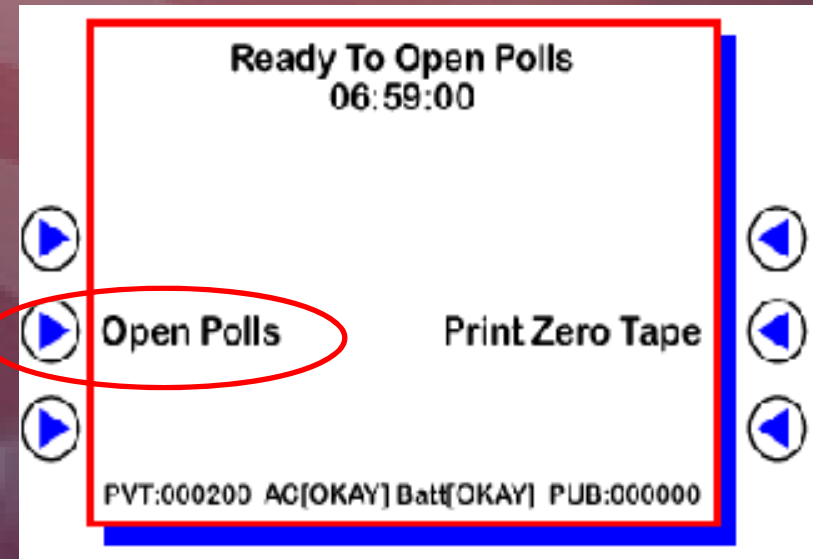 Ready To Open Polls
06:59:00
Open Polls Print Zero Tape
PVT:000200 AC[OKAY] Batt[OKAY] PUB:000000